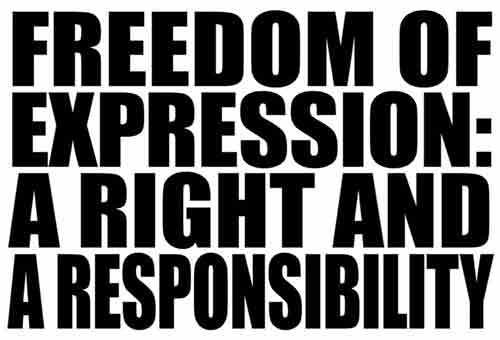 FREEDOM OF
EXPRESSION:
A RIGHT AND
A RESPONSIBILITY